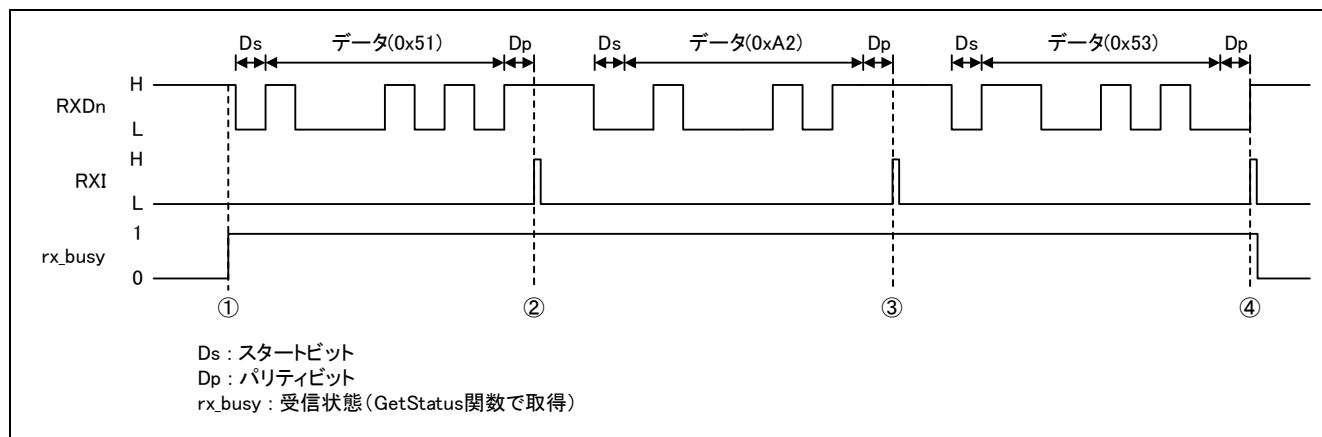 Ds データ(0x51) Dp Ds データ(0xA2) Dp Ds データ(0x53) Dp
H
RXDn
L
H
RXI
L
1
rx_busy
0
① ② ③ ④
Ds : スタートビット
Dp : パリティビット
rx_busy : 受信状態(GetStatus関数で取得)